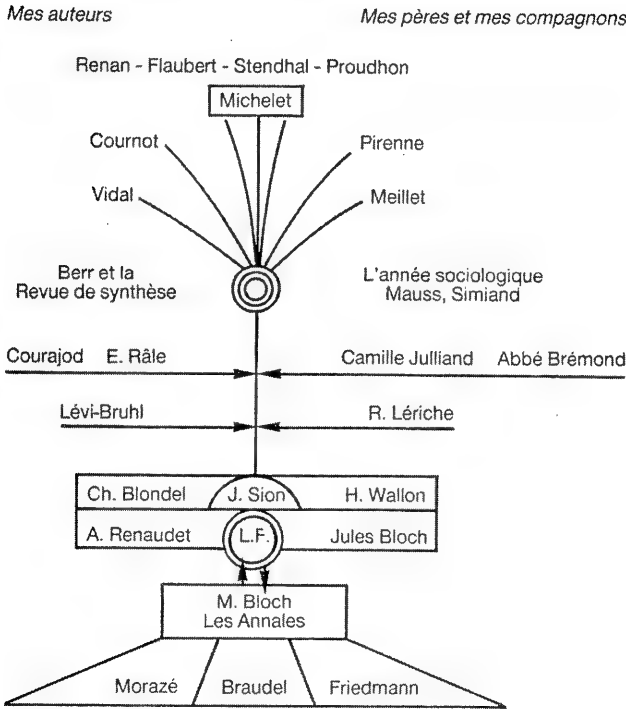 Mes auteurs Mes pères et mes compagnons
Renan - Flaubert - Stendhal - Proudhon
Michelet
Cournot Pirenne
Vidal Meillet
Berr et la
Revue de synthèse
L'année sociologique
Mauss, Simiand
Courajod E. Râle Camille Julliand Abbé Brémond
Lévi-Bruhl R. Lériche
Ch. Blondel J. Sion H. Wallon
A. Renaudet L.F. Jules Bloch
M. Bloch
Les Annales
Morazé Braudel Friedmann